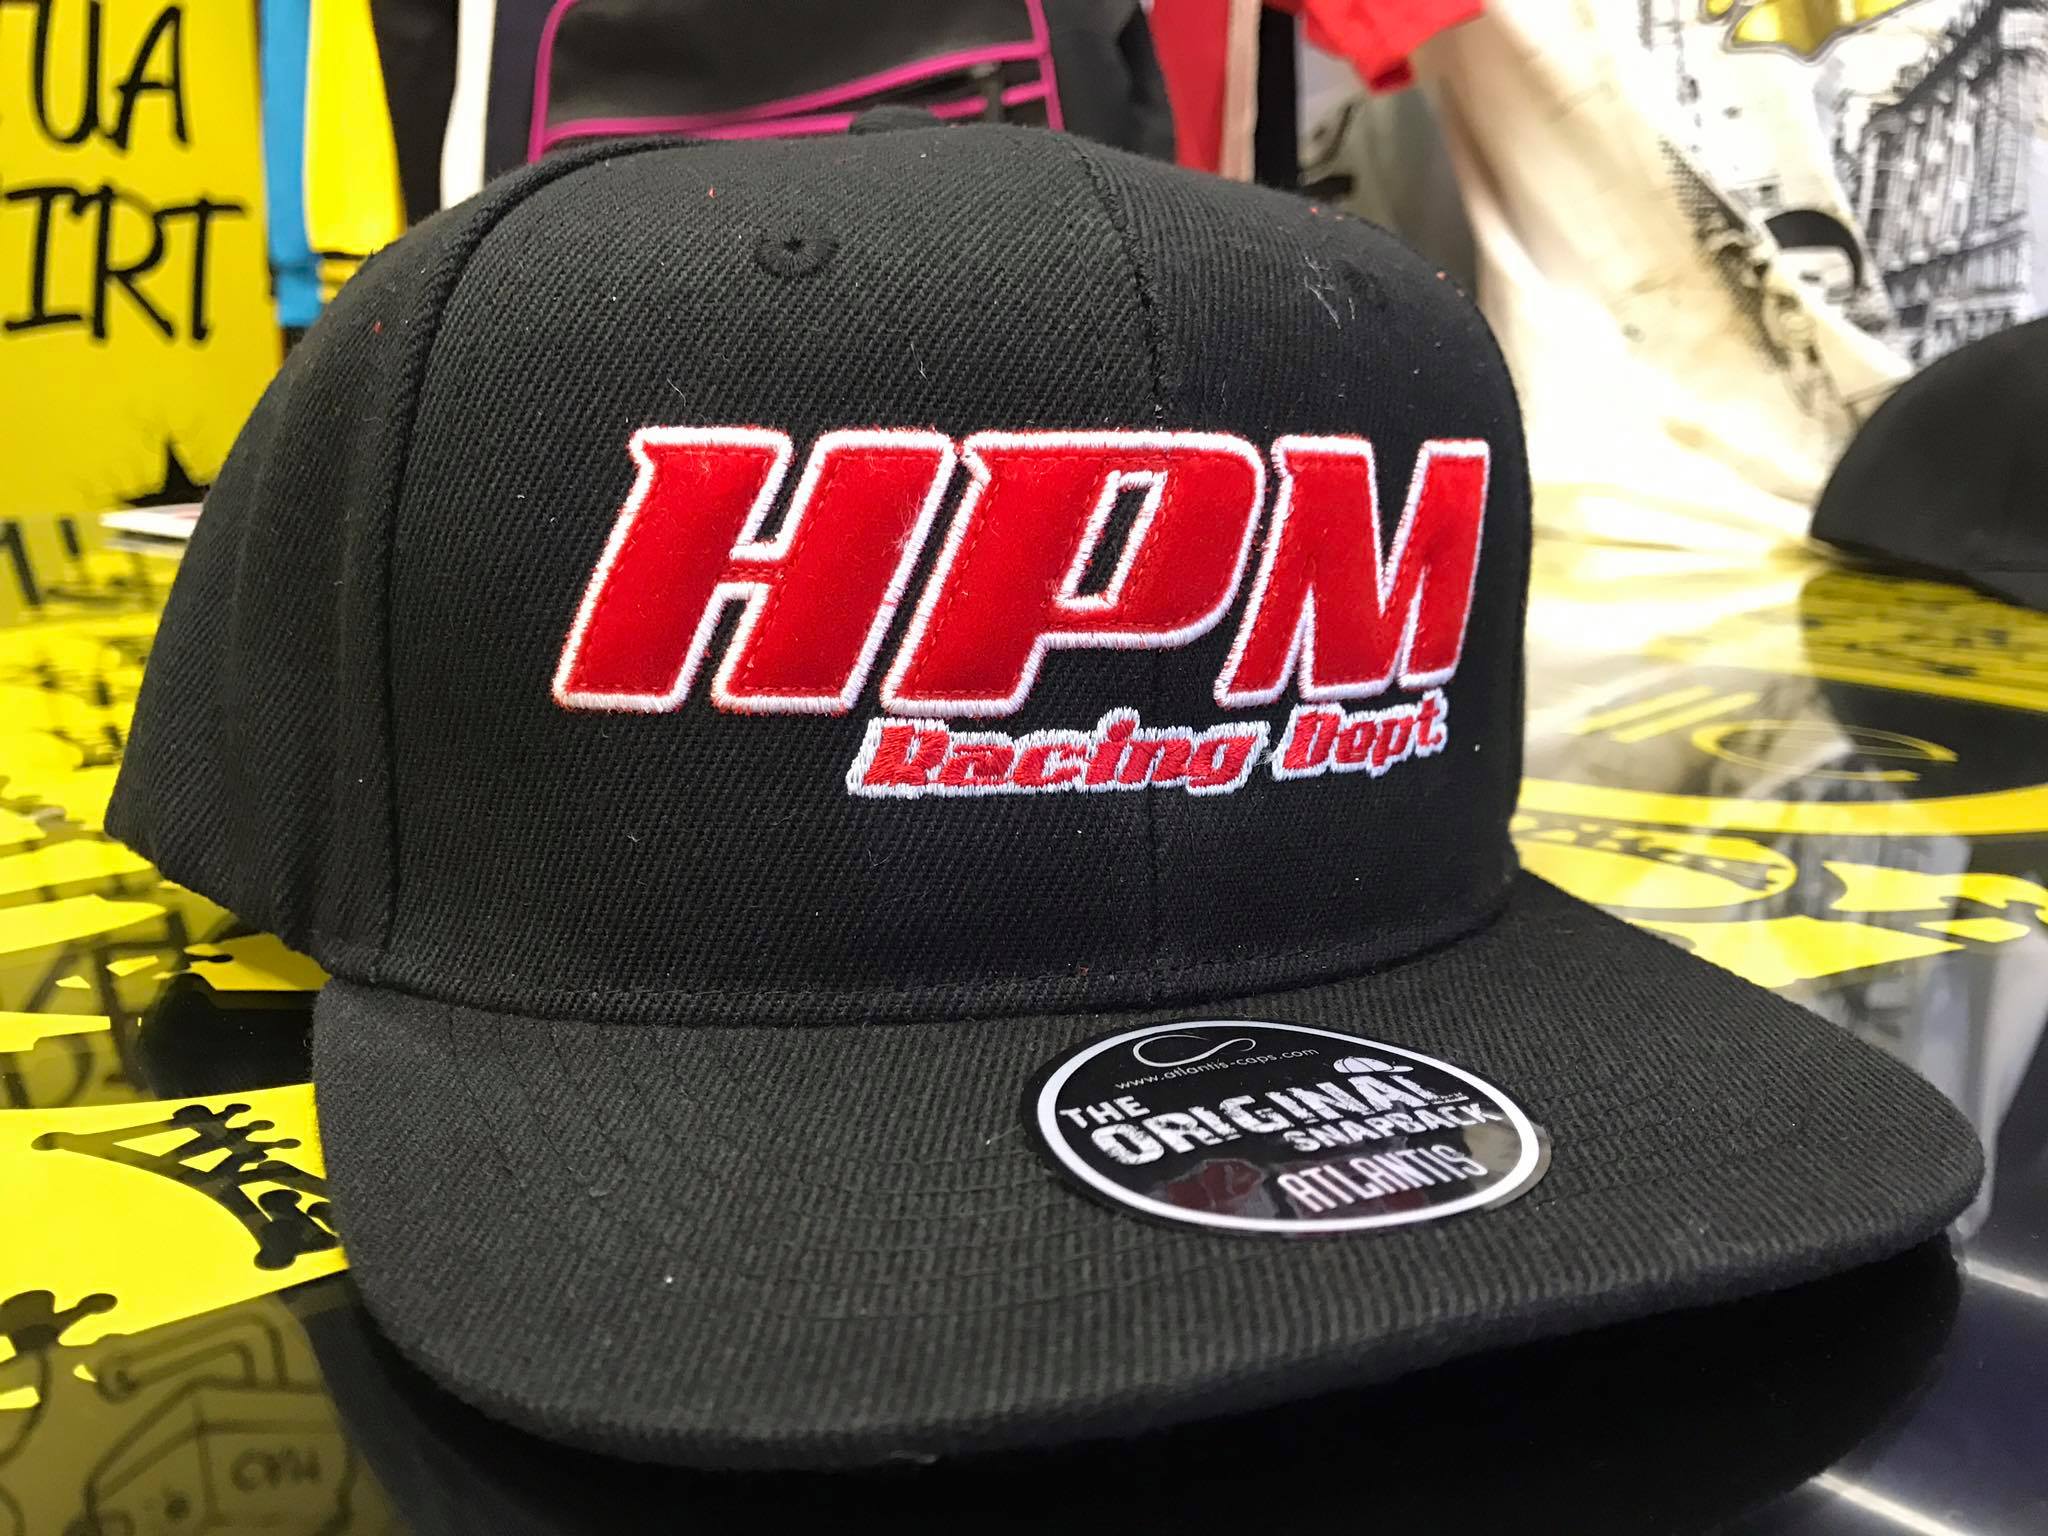 UA
IRT
HPM
Racing Dept.
www.atlantis-caps.com
THE
ORIGINAL
SNAPBACK
ATLANTIS